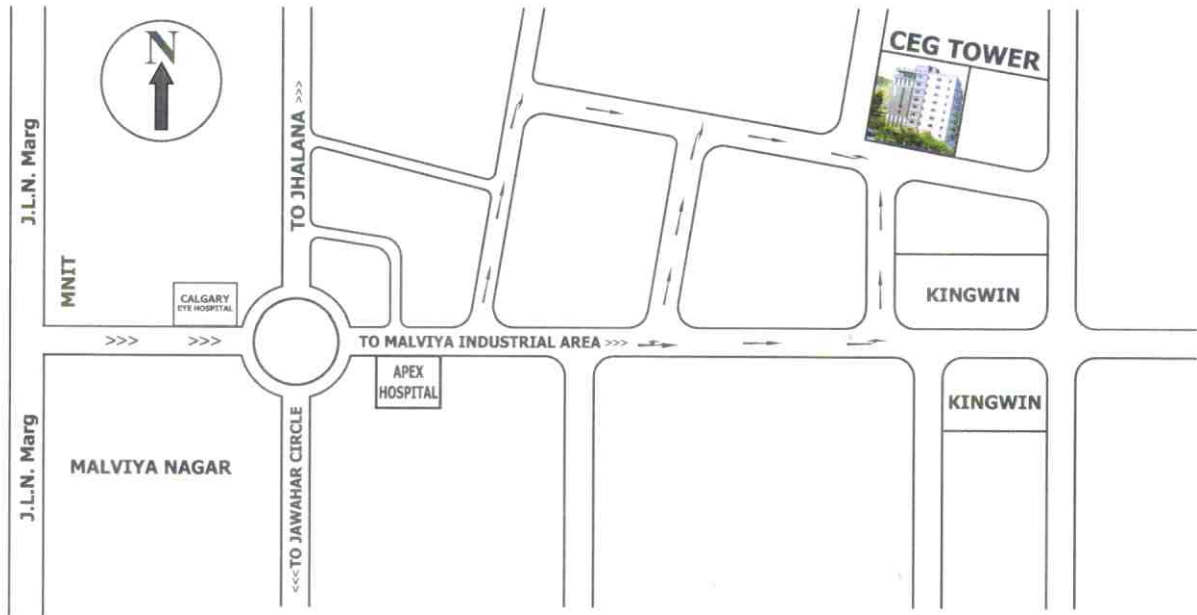 N
CEG TOWER
J.L.N. Marg
TO JHALANA >>>
MNIT
CALGARY
EYE HOSPITAL
KINGWIN
>>> >>>
TO MALVIYA INDUSTRIAL AREA >>>
APEX
HOSPITAL
KINGWIN
J.L.N. Marg
MALVIYA NAGAR
<<<TO JAWAHAR CIRCLE